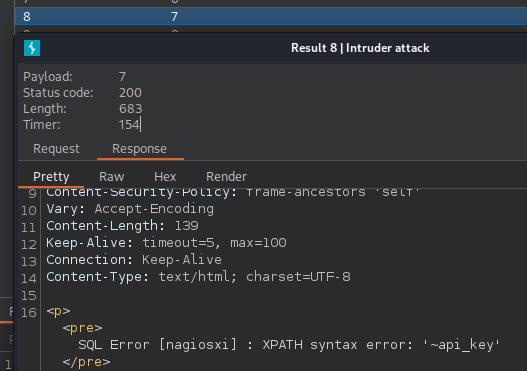 8 7
Result 8 | Intruder attack
Payload: 7
Status code: 200
Length: 683
Timer: 154
Request Response
Pretty Raw Hex Render
9 Content-Security-Policy: frame-ancestors 'self'
10 Vary: Accept-Encoding
11 Content-Length: 139
12 Keep-Alive: timeout=5, max=100
13 Connection: Keep-Alive
14 Content-Type: text/html; charset=UTF-8
15
16 <p>
<pre>
SQL Error [nagiosxi] : XPATH syntax error: '~api_key'
</pre>